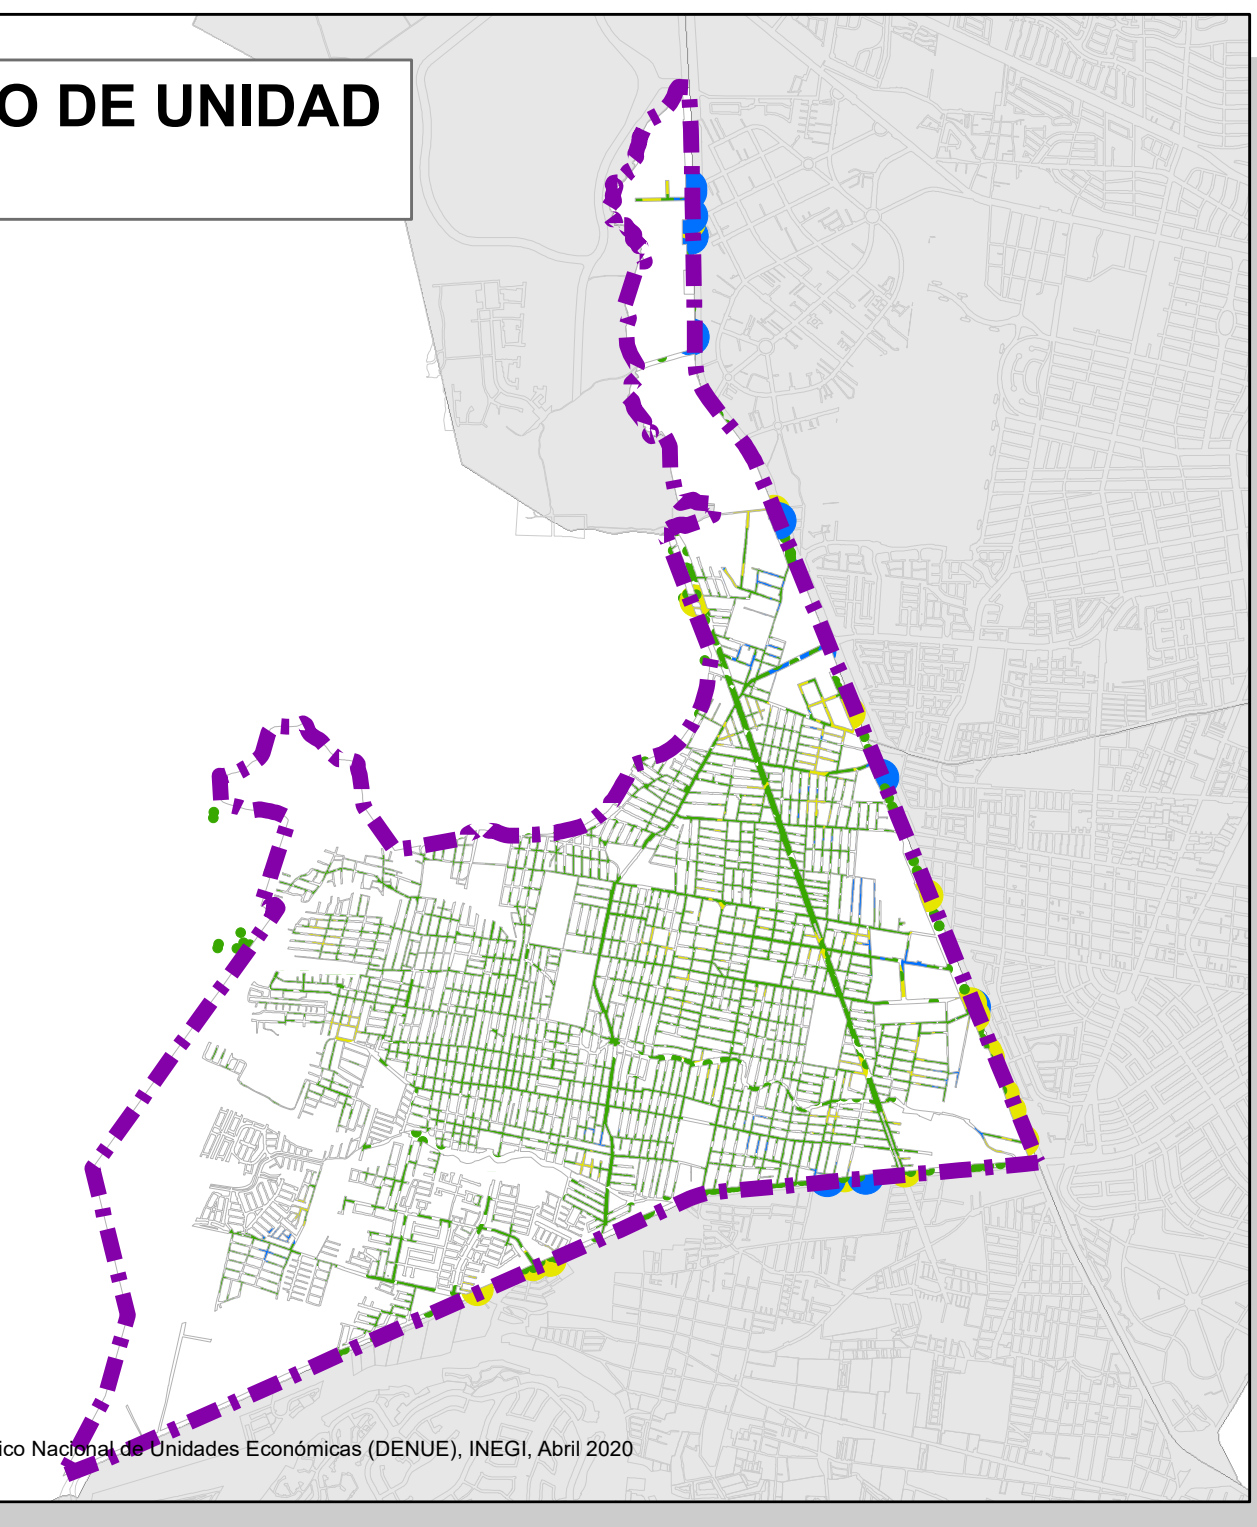 O DE UNIDAD
ico Nacional de Unidades Económicas (DENUE), INEGI, Abril 2020